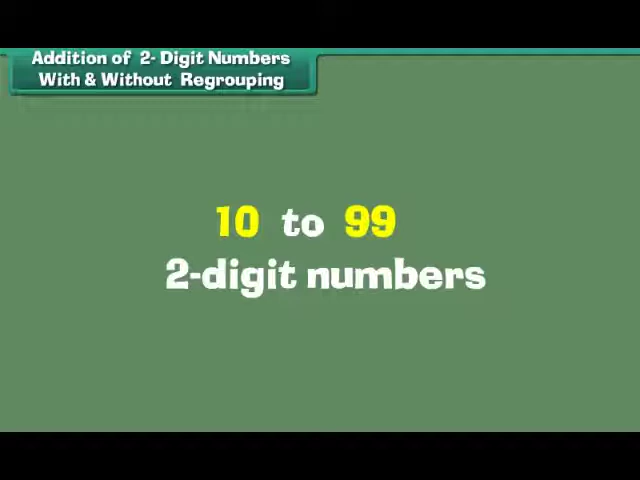 Addition of 2- Digit Numbers
With & Without Regrouping
10 to 99
2-digit numbers